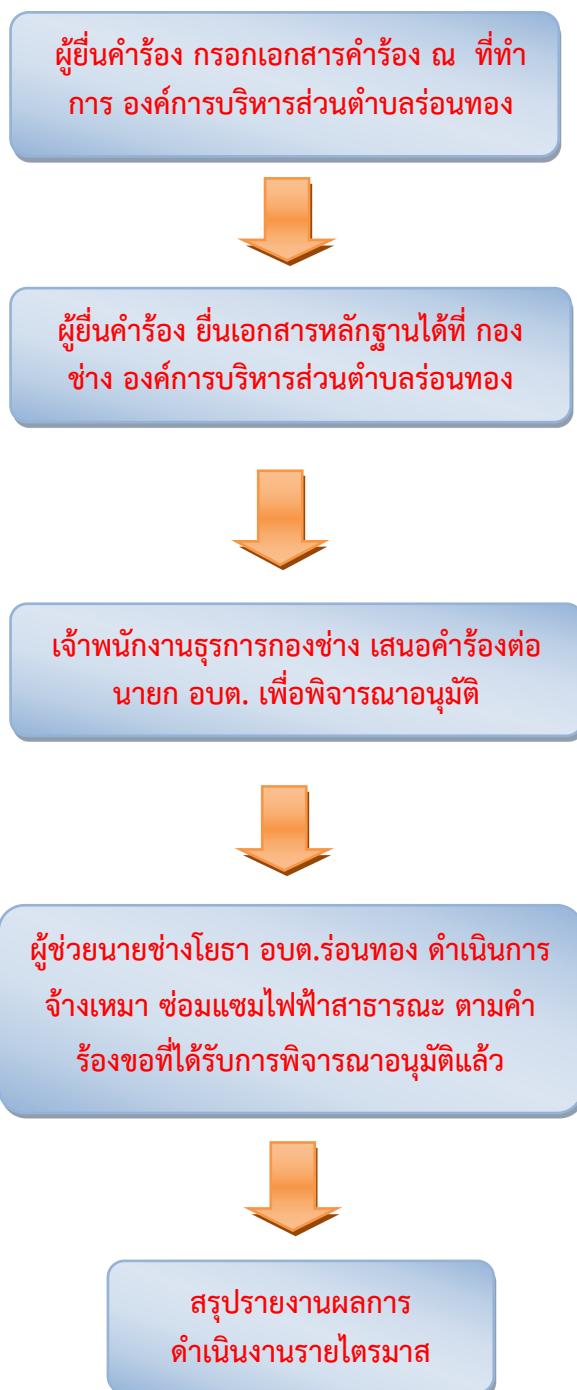 ผู้ยื่นคำร้อง กรอกเอกสารคำร้อง ณ ที่ทำ
การ องค์การบริหารส่วนตำบลร่อนทอง
ผู้ยื่นคำร้อง ยื่นเอกสารหลักฐานได้ที่ กอง
ช่าง องค์การบริหารส่วนตำบลร่อนทอง
เจ้าพนักงานธุรการกองช่าง เสนอคำร้องต่อ
นายก อบต. เพื่อพิจารณาอนุมัติ
ผู้ช่วยนายช่างโยธา อบต.ร่อนทอง ดำเนินการ
จ้างเหมา ซ่อมแซมไฟฟ้าสาธารณะ ตามคำ
ร้องขอที่ได้รับการพิจารณาอนุมัติแล้ว
สรุปรายงานผลการ
ดำเนินงานรายไตรมาส